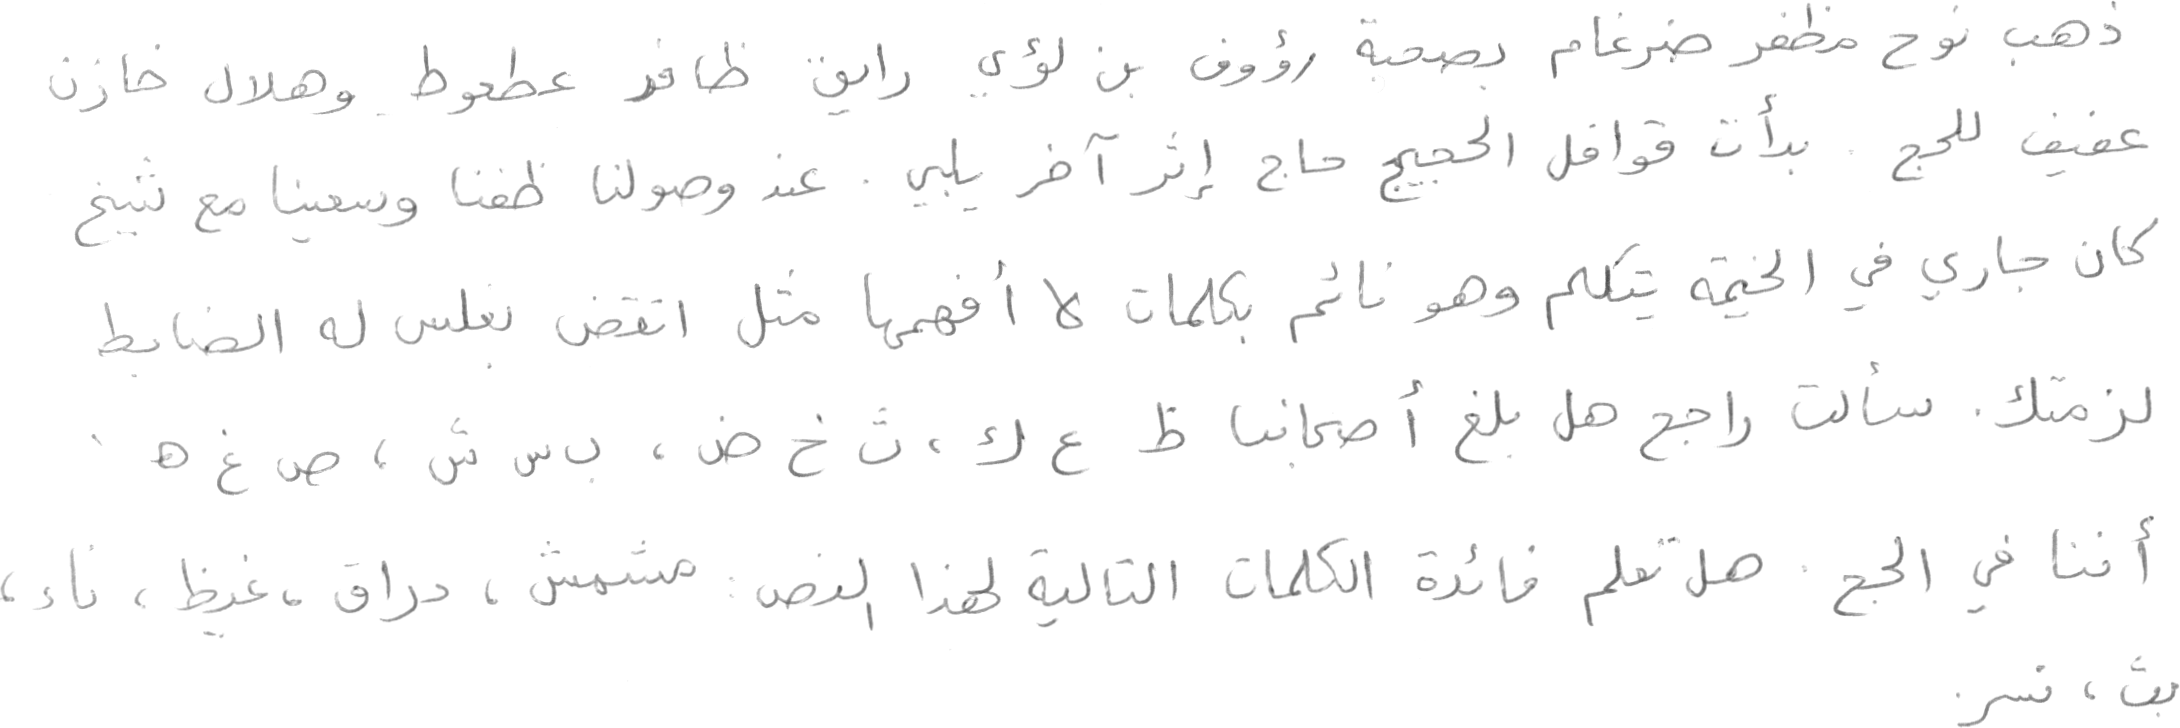 ذهب نوح مظفر ضرغام بصحبة رؤوف بن لؤي رايق ظافر عطعوط وهلال خازن
عفيف للحج . بدأت قوافل الحجيج حاج إثر آخر يلبي . عند وصولنا طفنا وسعينا مع شيخ
كان جاري في الخيمة يتكلم وهو نائم بكلمات لا أفهمها مثل انقض بغلس له الضابط
لزمتك . سألت راجح هل بلغ أصحابنا ظ ع ك ، ث خ ض ، ب س ش ، ص غ ه
أننا في الحج . هل تعلم فائدة الكلمات التالية لهذا النص : مشمش ، دراق ، غيظ ، ناء ،
بث ، نسر .